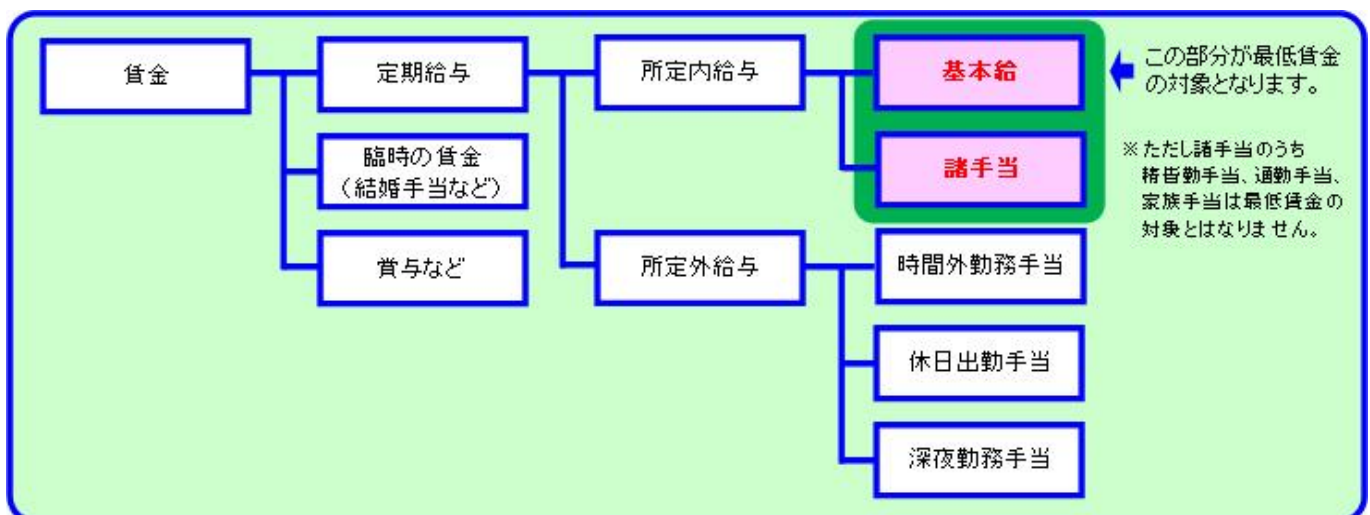 賃金
定期給与
所定内給与
基本給
この部分が最低賃金
の対象となります。
臨時の賃金
（結婚手当など）
諸手当
※ただし諸手当のうち
精皆勤手当、通勤手当、
家族手当は最低賃金の
対象とはなりません。
賞与など
所定外給与
時間外勤務手当
休日出勤手当
深夜勤務手当